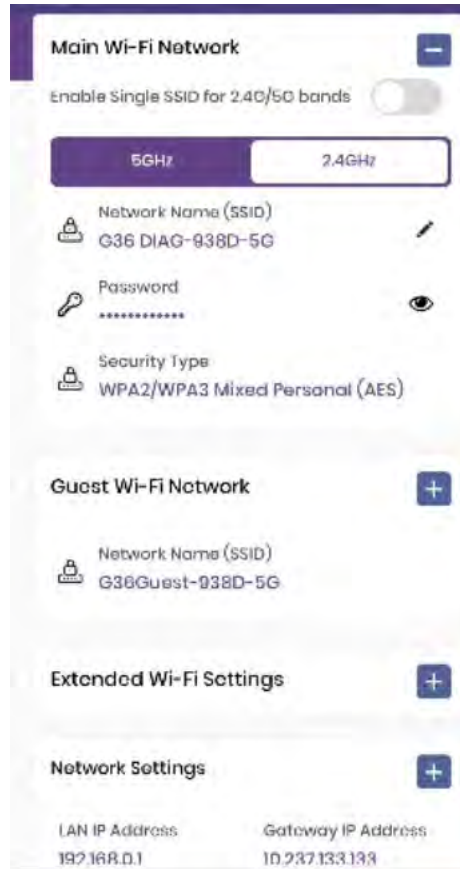 Main Wi-Fi Network
Enable Single SSID for 2.4G/5G bands
5GHz 2.4GHz
Network Name (SSID)
G36 DIAG-938D-5G
Password
••••••••••••
Security Type
WPA2/WPA3 Mixed Personal (AES)
Guest Wi-Fi Network
Network Name (SSID)
G36Guest-938D-5G
Extended Wi-Fi Settings
Network Settings
LAN IP Address Gateway IP Address
192.168.0.1 10.237.133.133